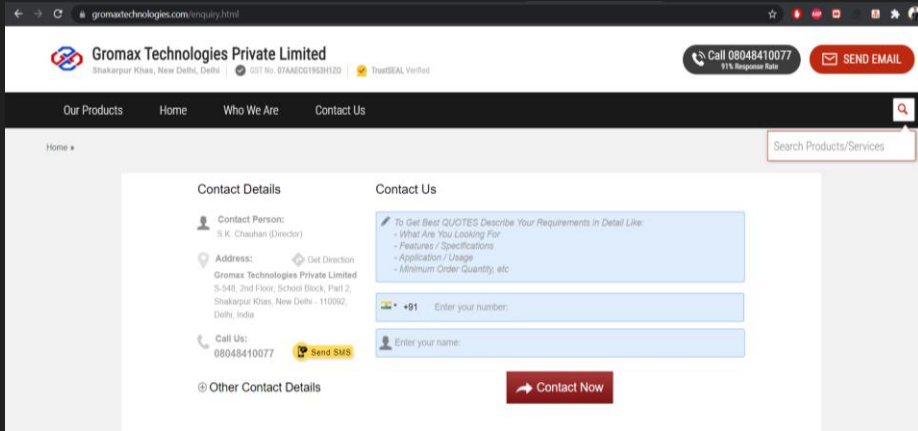 gromaxtechnologies.com/enquiry.html
Gromax Technologies Private Limited
Shakarpur Khas, New Delhi, Delhi GST No. 07AAECG1953H1Z0 TrustSEAL Verified
Call 08048410077
91% Response Rate
SEND EMAIL
Our Products Home Who We Are Contact Us
Home »
Search Products/Services
Contact Details
Contact Person:
S.K. Chauhan (Director)
Address: Get Direction
Gromax Technologies Private Limited
S-548, 2nd Floor, School Block, Part 2,
Shakarpur Khas, New Delhi - 110092,
Delhi, India
Call Us:
08048410077 Send SMS
Other Contact Details
Contact Us
To Get Best QUOTES Describe Your Requirements in Detail Like:
- What Are You Looking For
- Features / Specifications
- Application / Usage
- Minimum Order Quantity, etc
+91 Enter your number:
Enter your name:
Contact Now